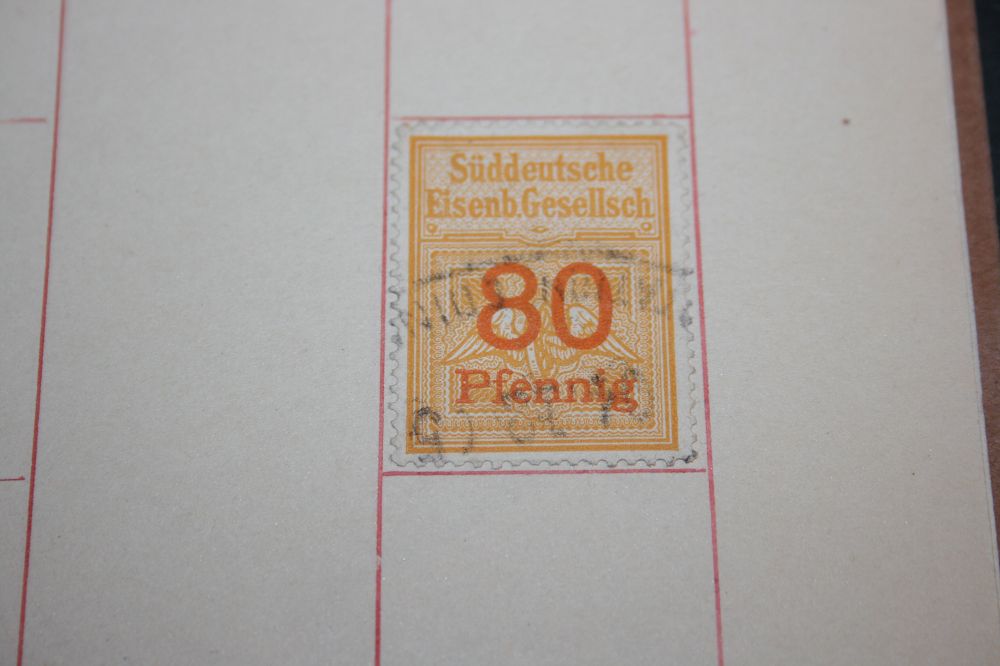 Süddeutsche
Eisenb.Gesellsch
80
Pfennig